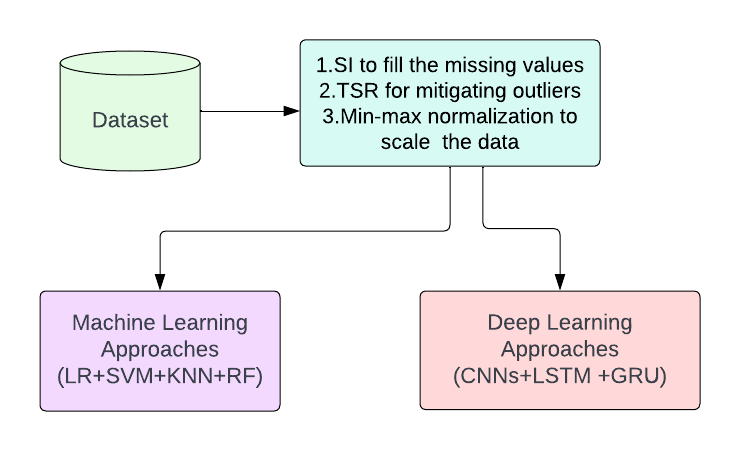 Dataset
1.SI to fill the missing values
2.TSR for mitigating outliers
3.Min-max normalization to
scale  the data
Machine Learning
Approaches
(LR+SVM+KNN+RF)
Deep Learning
Approaches
(CNNs+LSTM +GRU)